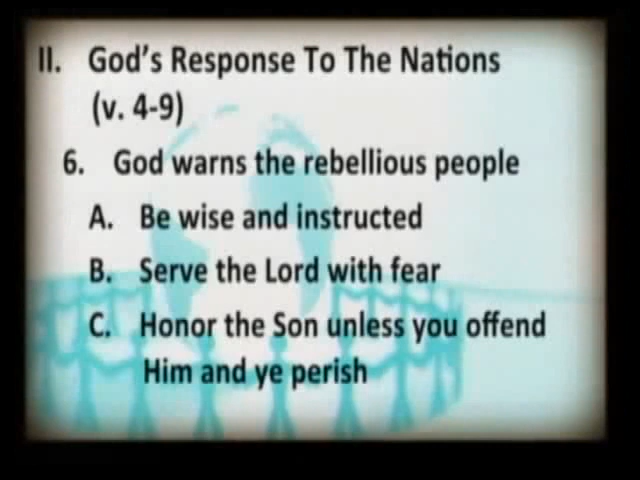 II. God's Response To The Nations
(v. 4-9)
6. God warns the rebellious people
A. Be wise and instructed
B. Serve the Lord with fear
C. Honor the Son unless you offend
Him and ye perish